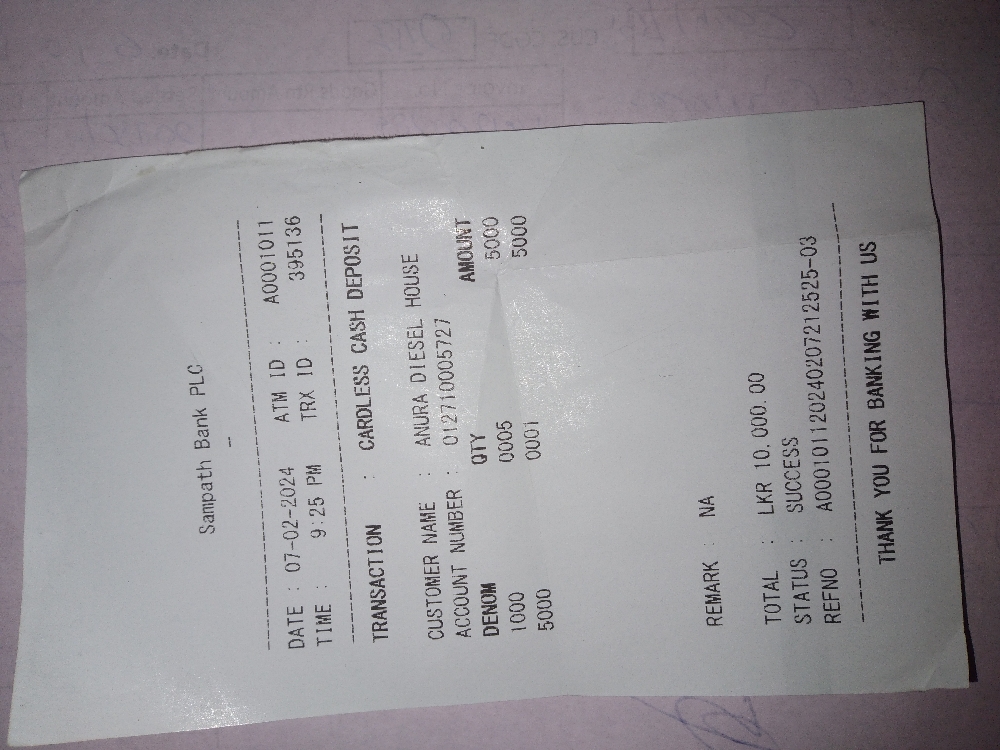 Sampath Bank PLC
DATE : 07-02-2024 ATM ID : A0001011
TIME : 9:25 PM TRX ID : 395136
TRANSACTION : CARDLESS CASH DEPOSIT
CUSTOMER NAME : ANURA DIESEL HOUSE
ACCOUNT NUMBER : 012710005727
DENOM QTY AMOUNT
1000 0005 5000
5000 0001 5000
REMARK : NA
TOTAL : LKR 10,000.00
STATUS : SUCCESS
REFNO : A000101120240207212525-03
THANK YOU FOR BANKING WITH US